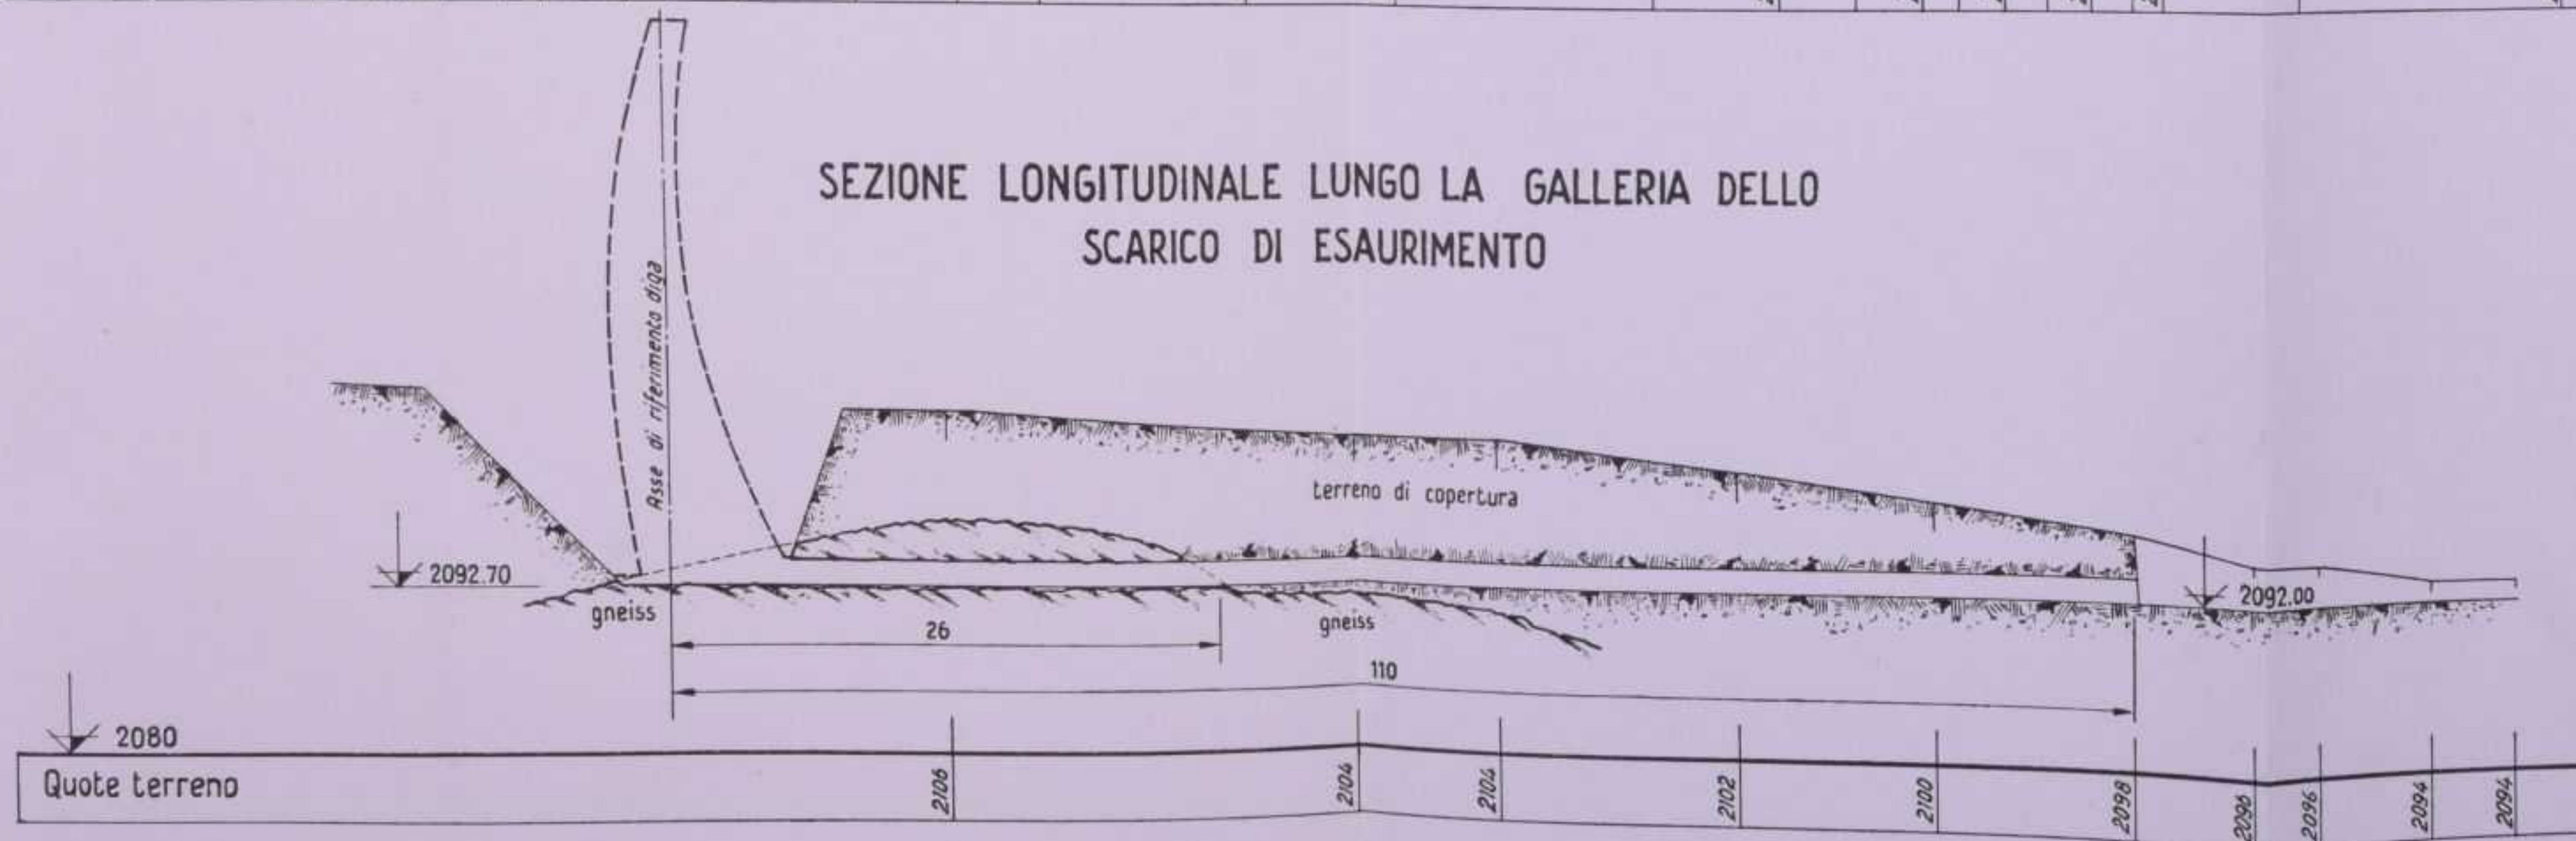 SEZIONE LONGITUDINALE LUNGO LA GALLERIA DELLO
SCARICO DI ESAURIMENTO
Asse di riferimento diga
terreno di copertura
2092.70
gneiss
gneiss
2092.00
26
110
2080
Quote terreno
2106
2104
2104
2102
2100
2098
2096
2096
2094
2094